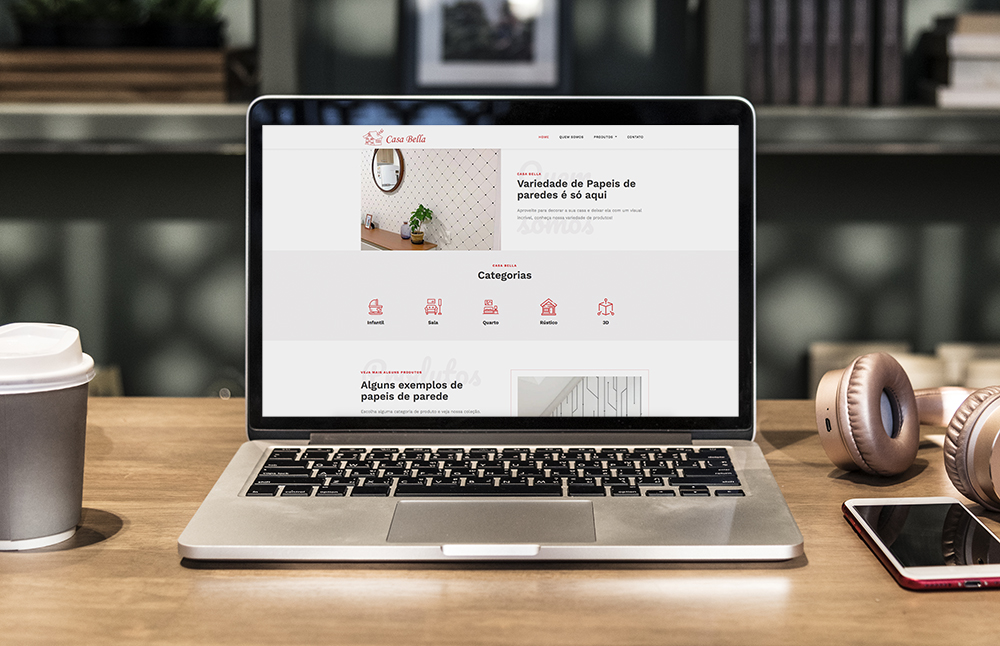 Casa Bella
HOME QUEM SOMOS PRODUTOS CONTATO
Quem
somos
CASA BELLA
Variedade de Papeis de
paredes é só aqui
Aproveite para decorar a sua casa e deixar ela com um visual
incrível, conheça nossa variedade de produtos!
CASA BELLA
Categorias
Infantil
Sala
Quarto
Rústico
3D
Produtos
VEJA MAIS ALGUNS PRODUTOS
Alguns exemplos de
papeis de parede
Escolha alguma categoria de produto e veja nossa coleção